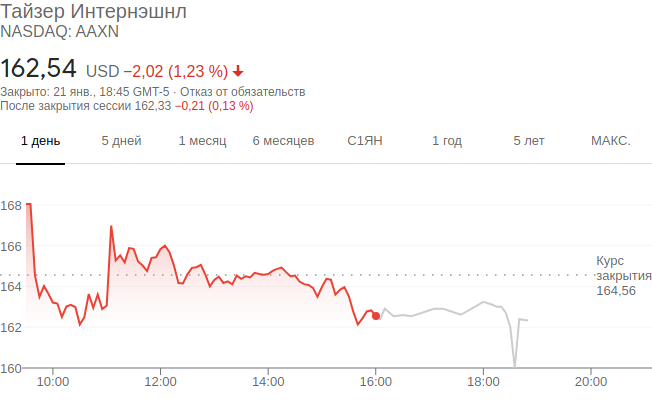 Тайзер Интернэшнл
NASDAQ: AAXN
162,54 USD −2,02 (1,23 %)
Закрыто: 21 янв., 18:45 GMT-5 · Отказ от обязательств
После закрытия сессии 162,33 −0,21 (0,13 %)
1 день 5 дней 1 месяц 6 месяцев С1ЯН 1 год 5 лет МАКС.
168
166
Курс
закрытия
164,56
164
162
160
10:00 12:00 14:00 16:00 18:00 20:00